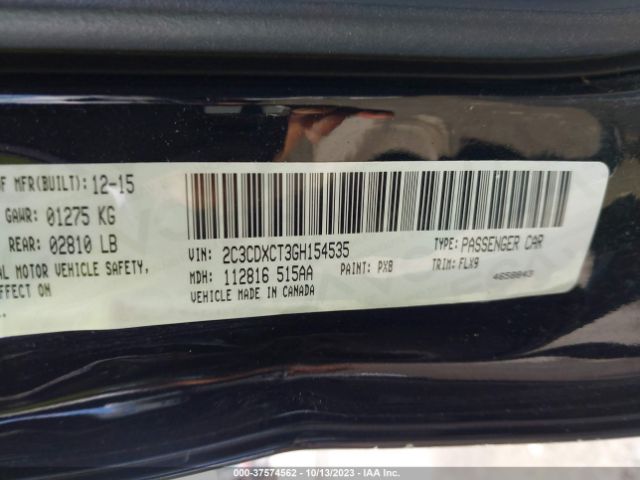 F MFR(BUILT): 12-15
GAWR: 01275 KG
REAR: 02810 LB
AL MOTOR VEHICLE SAFETY,
FFECT ON
VIN: 2C3CDXCT3GH154535
TYPE: PASSENGER CAR
MDH: 112816 515AA
PAINT: PX8
TRIM: FLX9
VEHICLE MADE IN CANADA
4658843
000-37574562 - 10/13/2023 - IAA Inc.